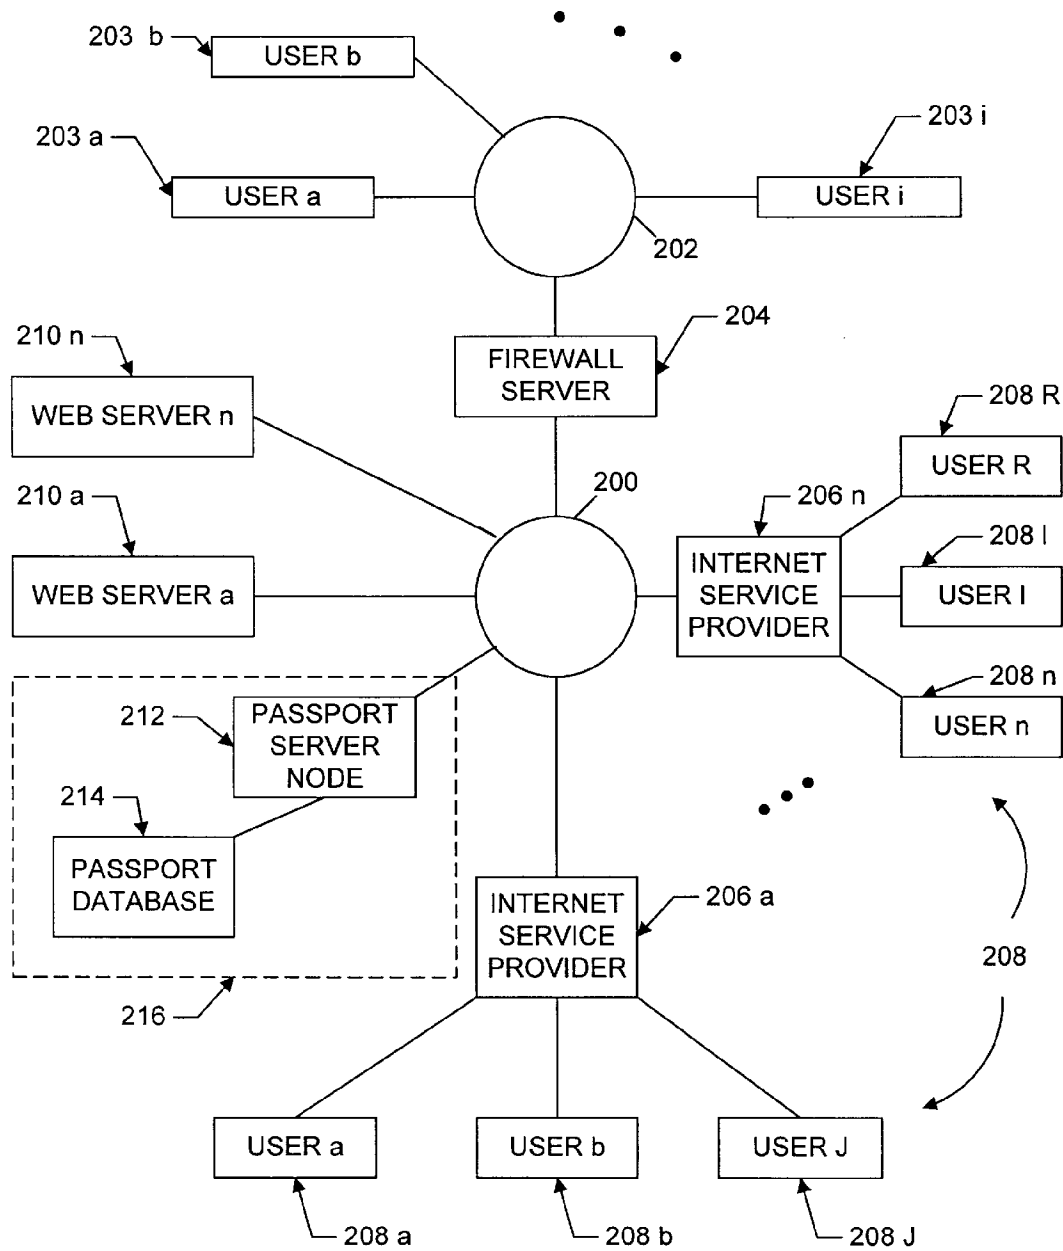 203 b
USER b
203 a
USER a
203 i
USER i
202
204
FIREWALL
SERVER
210 n
WEB SERVER n
208 R
USER R
200
206 n
210 a
WEB SERVER a
INTERNET
SERVICE
PROVIDER
208 I
USER I
208 n
USER n
212
PASSPORT
SERVER
NODE
214
PASSPORT
DATABASE
216
INTERNET
SERVICE
PROVIDER
206 a
208
USER a
USER b
USER J
208 a
208 b
208 J